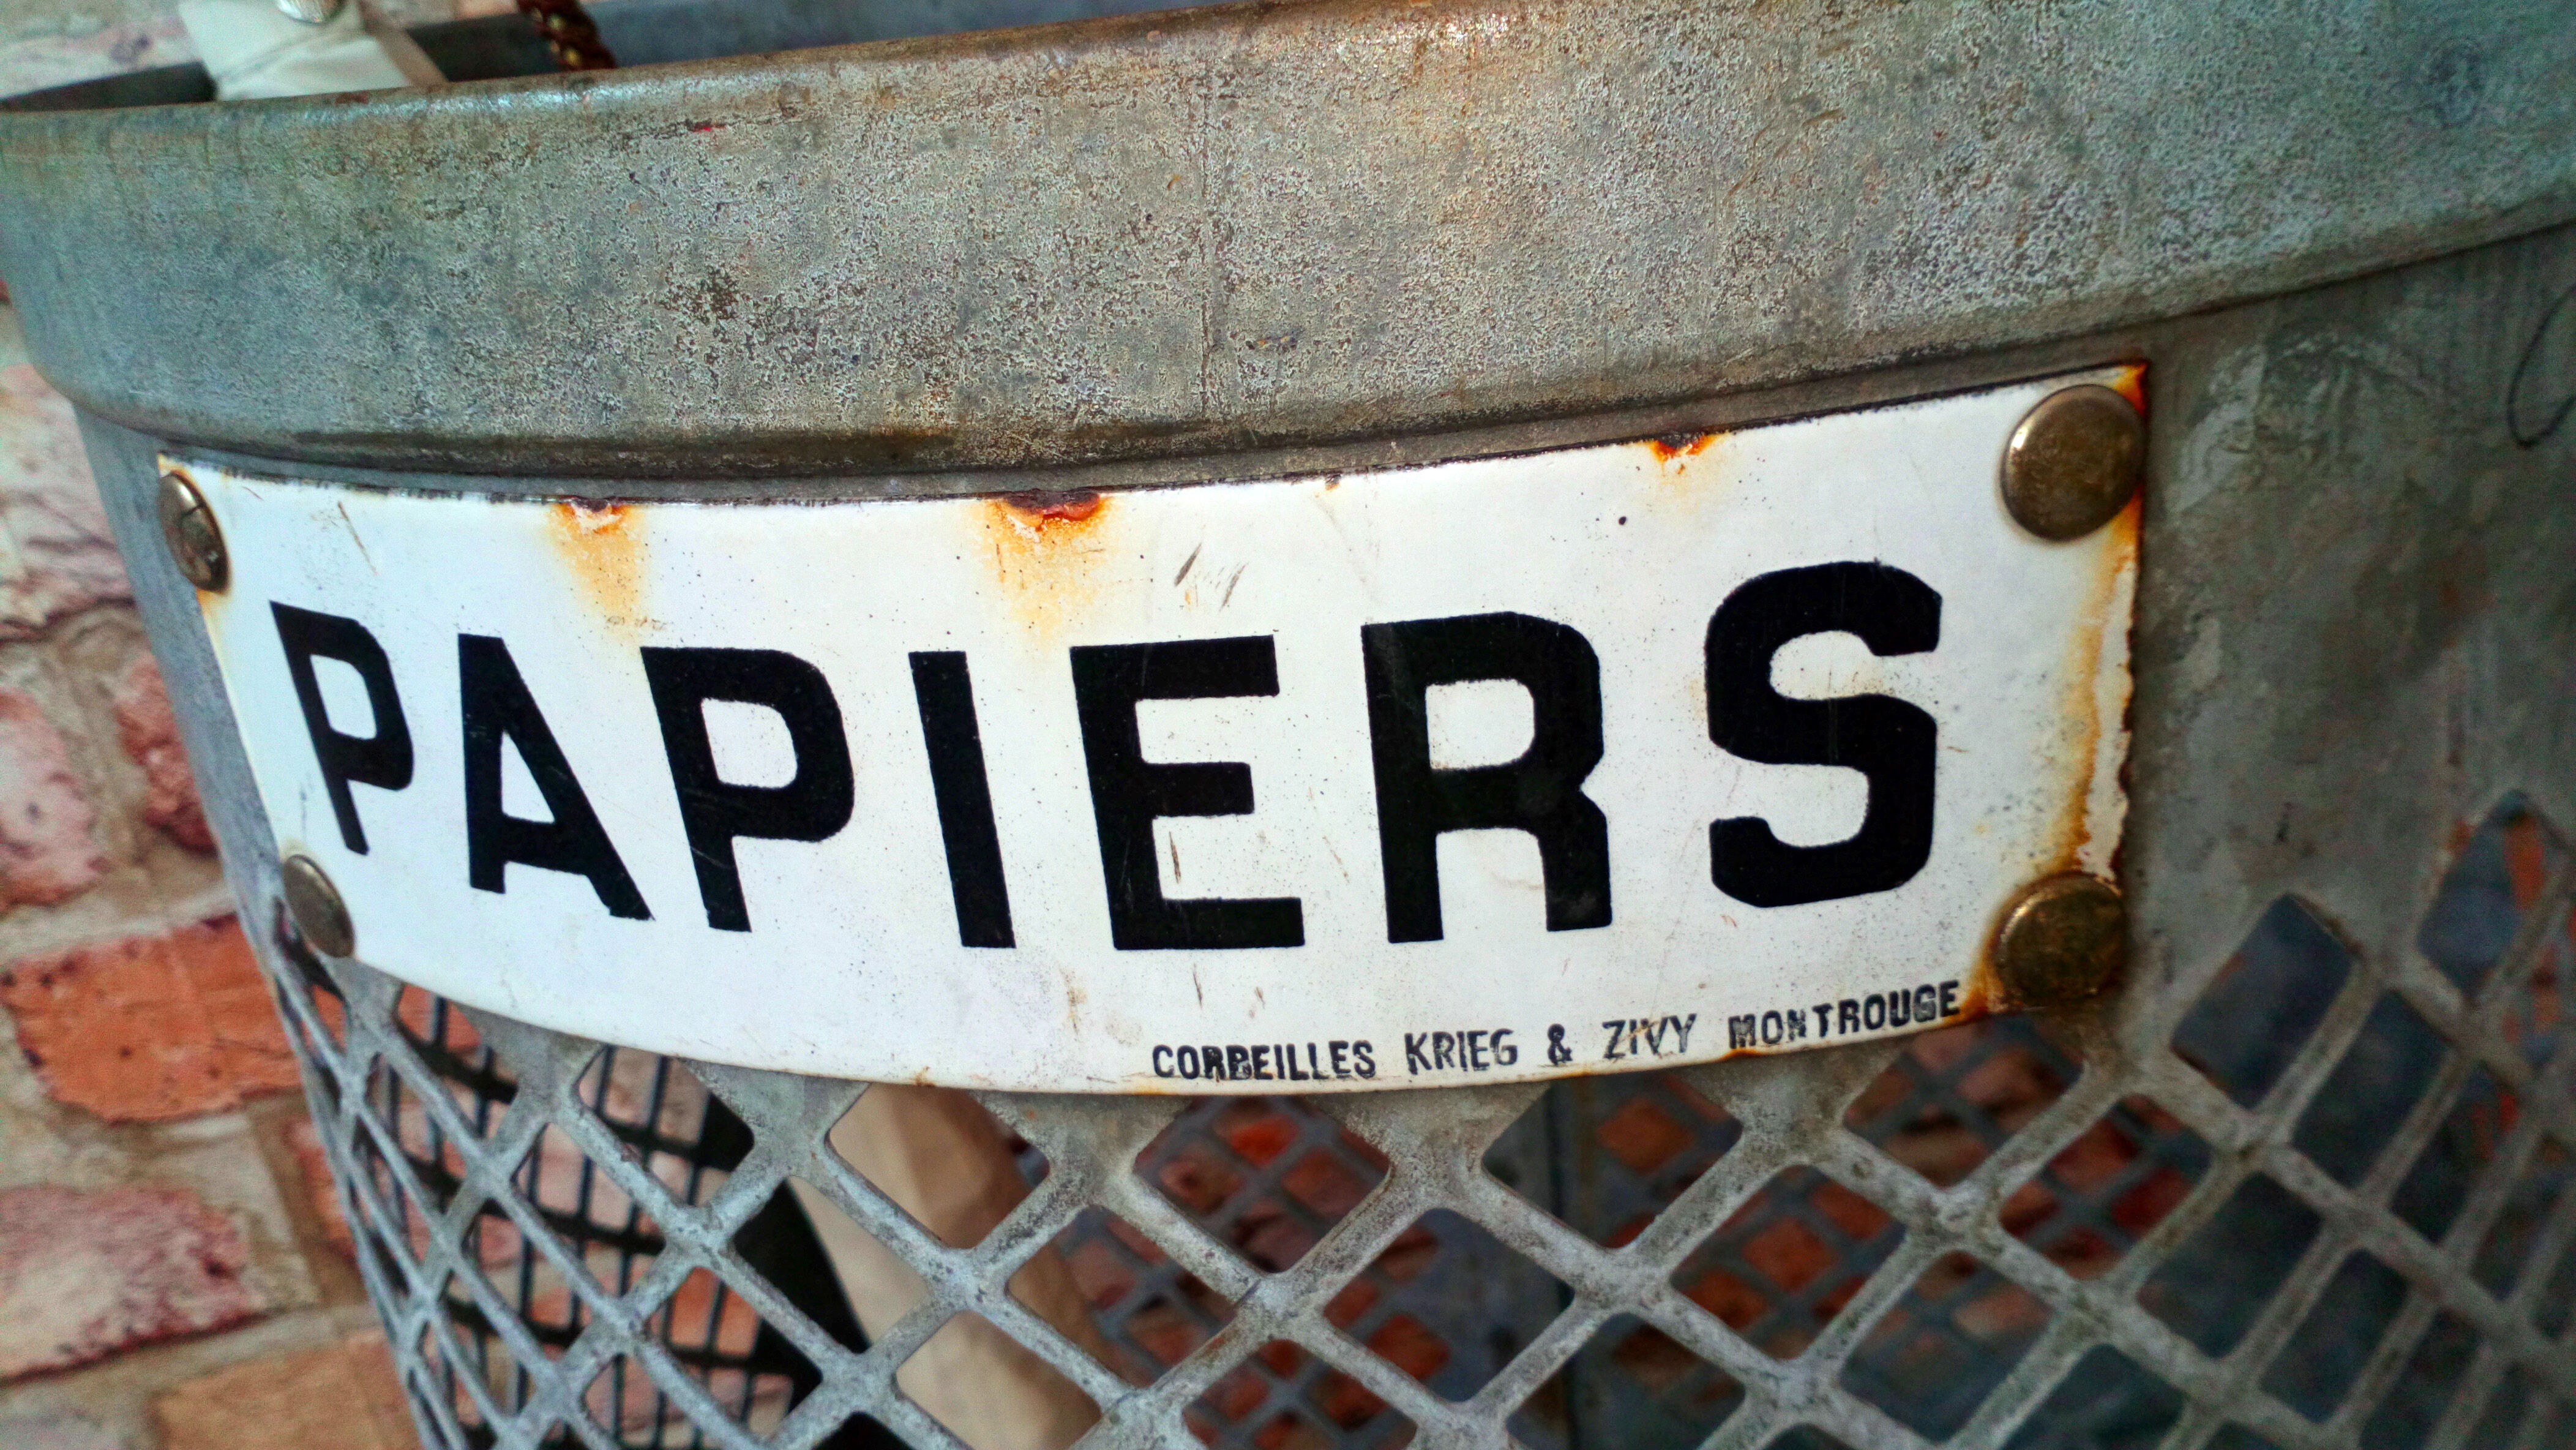 PAPIERS
CORBEILLES KRIEG & ZIVY MONTROUGE